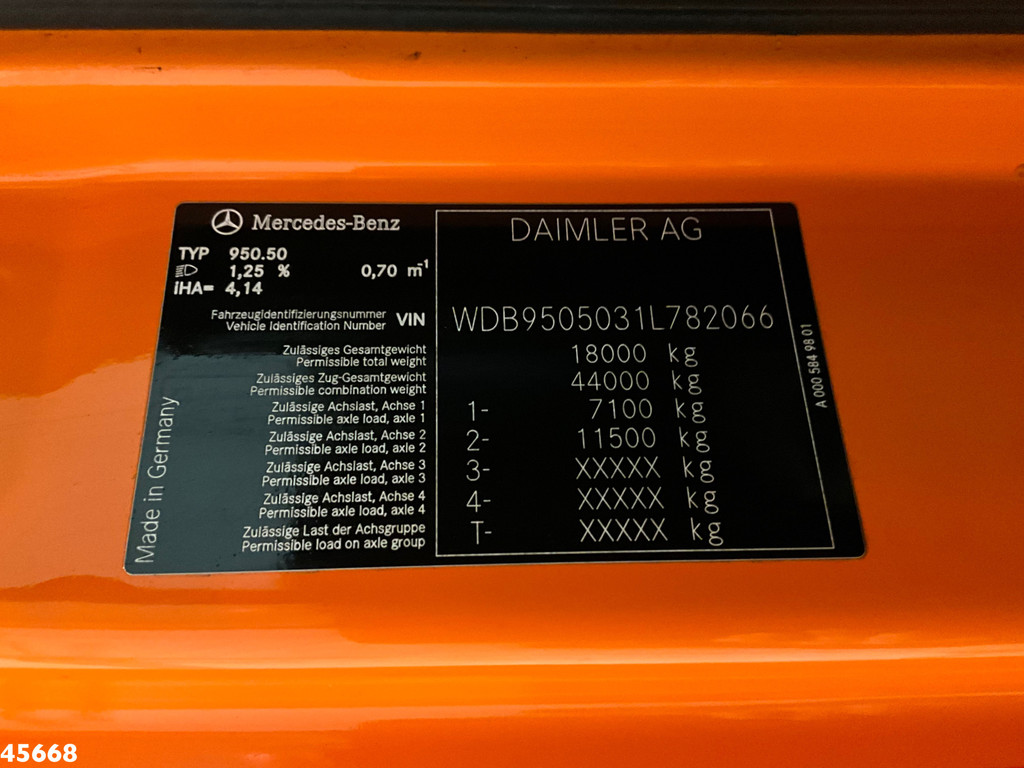 Mercedes-Benz
DAIMLER AG
TYP 950.50
1,25 % 0,70 m-1
iHA= 4,14
Fahrzeugidentifizierungsnummer
Vehicle Identification Number VIN WDB9505031L782066
Zulässiges Gesamtgewicht
Permissible total weight 18000 kg
Zulässiges Zug-Gesamtgewicht
Permissible combination weight 44000 kg
Zulässige Achslast, Achse 1
Permissible axle load, axle 1 1- 7100 kg
Zulässige Achslast, Achse 2
Permissible axle load, axle 2 2- 11500 kg
Zulässige Achslast, Achse 3
Permissible axle load, axle 3 3- XXXXX kg
Zulässige Achslast, Achse 4
Permissible axle load, axle 4 4- XXXXX kg
Zulässige Last der Achsgruppe
Permissible load on axle group T- XXXXX kg
Made in Germany
A 000 584 98 01
45668